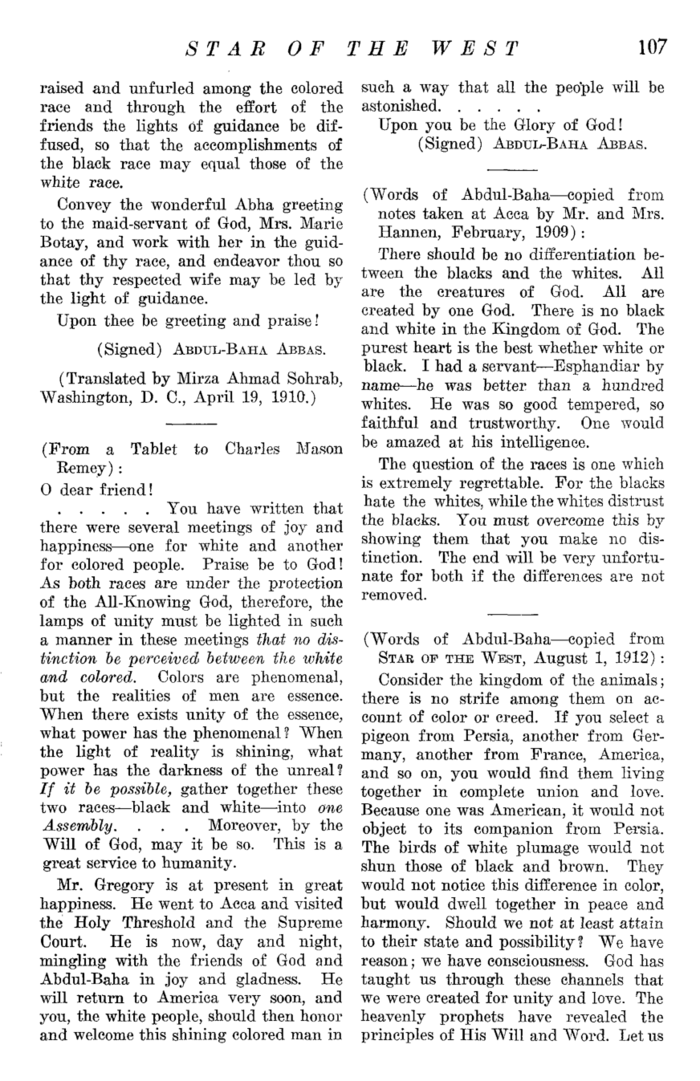 STAR OF THE WEST 107
raised and unfurled among the colored
race and through the effort of the
friends the lights of guidance be dif-
fused, so that the accomplishments of
the black race may equal those of the
white race.
Convey the wonderful Abha greeting
to the maid-servant of God, Mrs. Marie
Botay, and work with her in the guid-
ance of thy race, and endeavor thou so
that thy respected wife may be led by
the light of guidance.
Upon thee be greeting and praise!
(Signed) ABDUL-BAHA ABBAS.
(Translated by Mirza Ahmad Sohrab,
Washington, D. C., April 19, 1910.)
(From a Tablet to Charles Mason
Remey):
O dear friend!
. . . . . You have written that
there were several meetings of joy and
happiness—one for white and another
for colored people. Praise be to God!
As both races are under the protection
of the All-Knowing God, therefore, the
lamps of unity must be lighted in such
a manner in these meetings that no dis-
tinction be perceived between the white
and colored. Colors are phenomenal,
but the realities of men are essence.
When there exists unity of the essence,
what power has the phenomenal? When
the light of reality is shining, what
power has the darkness of the unreal?
If it be possible, gather together these
two races—black and white—into one
Assembly. . . . Moreover, by the
Will of God, may it be so. This is a
great service to humanity.
Mr. Gregory is at present in great
happiness. He went to Acca and visited
the Holy Threshold and the Supreme
Court. He is now, day and night,
mingling with the friends of God and
Abdul-Baha in joy and gladness. He
will return to America very soon, and
you, the white people, should then honor
and welcome this shining colored man in
such a way that all the people will be
astonished. . . . . .
Upon you be the Glory of God!
(Signed) ABDUL-BAHA ABBAS.
(Words of Abdul-Baha—copied from
notes taken at Acca by Mr. and Mrs.
Hannen, February, 1909):
There should be no differentiation be-
tween the blacks and the whites. All
are the creatures of God. All are
created by one God. There is no black
and white in the Kingdom of God. The
purest heart is the best whether white or
black. I had a servant—Esphandiar by
name—he was better than a hundred
whites. He was so good tempered, so
faithful and trustworthy. One would
be amazed at his intelligence.
The question of the races is one which
is extremely regrettable. For the blacks
hate the whites, while the whites distrust
the blacks. You must overcome this by
showing them that you make no dis-
tinction. The end will be very unfortu-
nate for both if the differences are not
removed.
(Words of Abdul-Baha—copied from
STAR OF THE WEST, August 1, 1912):
Consider the kingdom of the animals;
there is no strife among them on ac-
count of color or creed. If you select a
pigeon from Persia, another from Ger-
many, another from France, America,
and so on, you would find them living
together in complete union and love.
Because one was American, it would not
object to its companion from Persia.
The birds of white plumage would not
shun those of black and brown. They
would not notice this difference in color,
but would dwell together in peace and
harmony. Should we not at least attain
to their state and possibility? We have
reason; we have consciousness. God has
taught us through these channels that
we were created for unity and love. The
heavenly prophets have revealed the
principles of His Will and Word. Let us